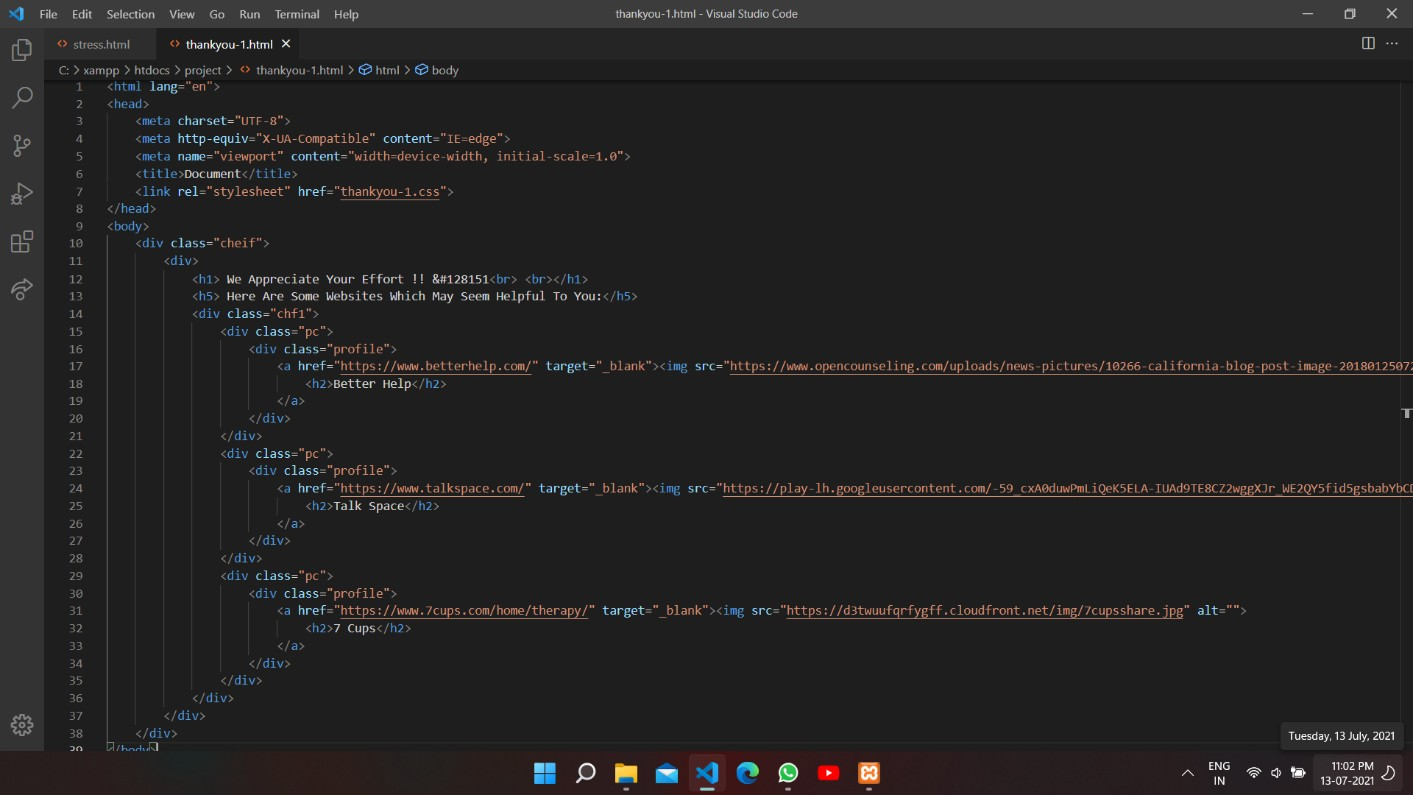 File Edit Selection View Go Run Terminal Help thankyou-1.html - Visual Studio Code
stress.html thankyou-1.html
C: > xampp > htdocs > project > thankyou-1.html > html > body
1 <html lang="en">
2 <head>
3 <meta charset="UTF-8">
4 <meta http-equiv="X-UA-Compatible" content="IE=edge">
5 <meta name="viewport" content="width=device-width, initial-scale=1.0">
6 <title>Document</title>
7 <link rel="stylesheet" href="thankyou-1.css">
8 </head>
9 <body>
10 <div class="cheif">
11 <div>
12 <h1> We Appreciate Your Effort !! &#128151<br> <br></h1>
13 <h5> Here Are Some Websites Which May Seem Helpful To You:</h5>
14 <div class="chf1">
15 <div class="pc">
16 <div class="profile">
17 <a href="https://www.betterhelp.com/" target="_blank"><img src="https://www.opencounseling.com/uploads/news-pictures/10266-california-blog-post-image-2018012507
18 <h2>Better Help</h2>
19 </a>
20 </div>
21 </div>
22 <div class="pc">
23 <div class="profile">
24 <a href="https://www.talkspace.com/" target="_blank"><img src="https://play-lh.googleusercontent.com/-59_cxA0duwPmLiQeK5ELA-IUAd9TE8CZ2wggXJr_WE2QY5fid5gsbabYbC
25 <h2>Talk Space</h2>
26 </a>
27 </div>
28 </div>
29 <div class="pc">
30 <div class="profile">
31 <a href="https://www.7cups.com/home/therapy/" target="_blank"><img src="https://d3twuufqrfygff.cloudfront.net/img/7cupsshare.jpg" alt="">
32 <h2>7 Cups</h2>
33 </a>
34 </div>
35 </div>
36 </div>
37 </div>
38 </div>
39 </body>
Tuesday, 13 July, 2021
ENG
IN
11:02 PM
13-07-2021